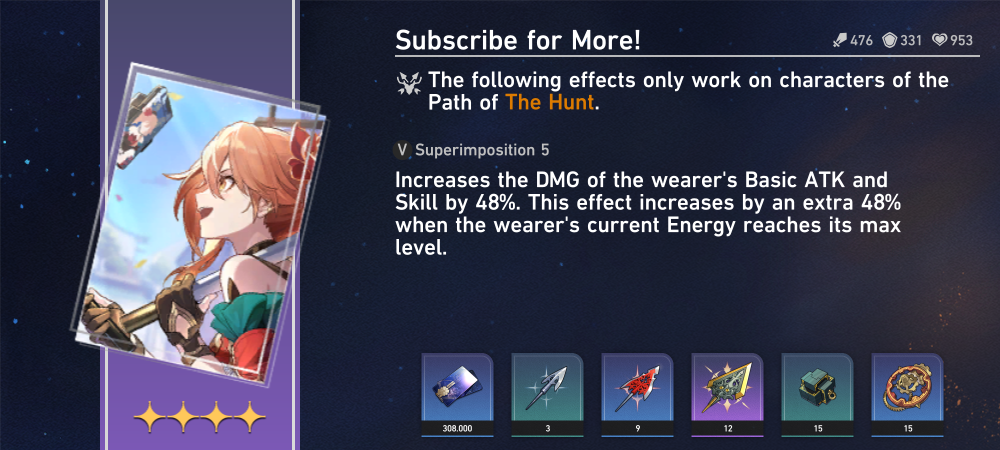 Subscribe for More!
476 331 953
The following effects only work on characters of the
Path of The Hunt.
V Superimposition 5
Increases the DMG of the wearer's Basic ATK and
Skill by 48%. This effect increases by an extra 48%
when the wearer's current Energy reaches its max
level.
308.000 3 9 12 15 15